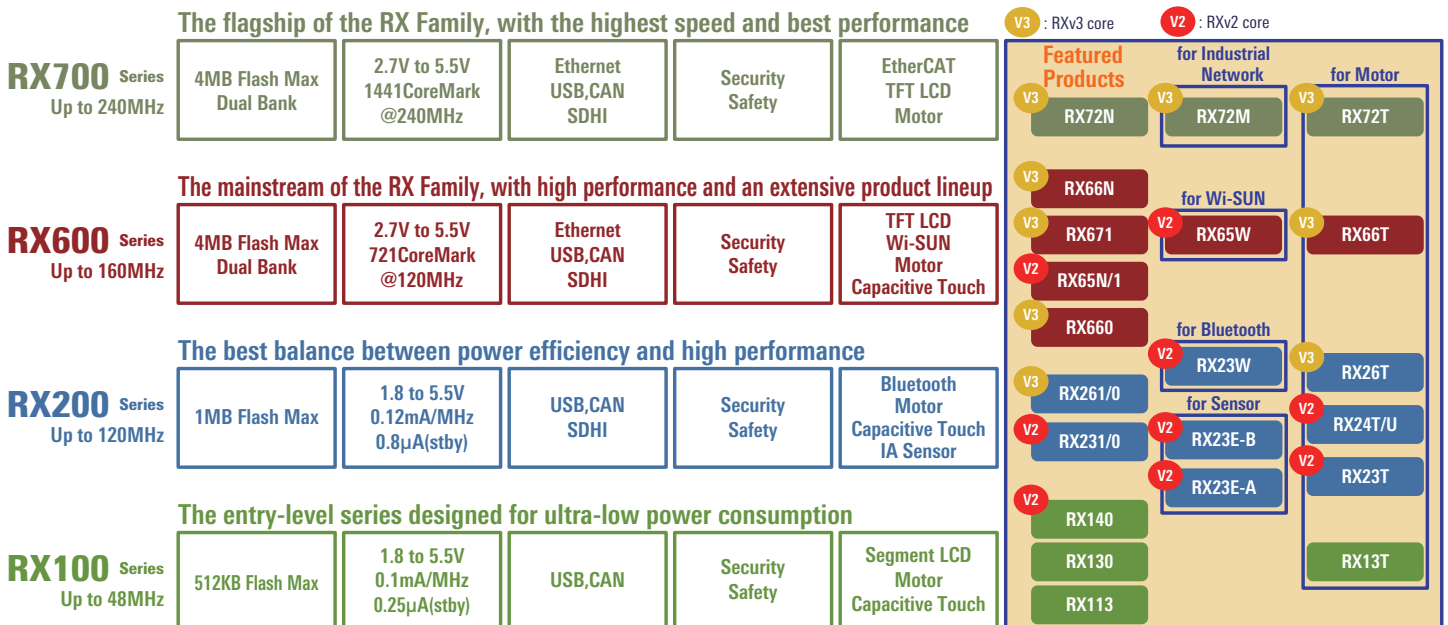 The flagship of the RX Family, with the highest speed and best performance
RX700 Series
Up to 240MHz
4MB Flash Max
Dual Bank
2.7V to 5.5V
1441CoreMark
@240MHz
Ethernet
USB,CAN
SDHI
Security
Safety
EtherCAT
TFT LCD
Motor
The mainstream of the RX Family, with high performance and an extensive product lineup
RX600 Series
Up to 160MHz
4MB Flash Max
Dual Bank
2.7V to 5.5V
721CoreMark
@120MHz
Ethernet
USB,CAN
SDHI
Security
Safety
TFT LCD
Wi-SUN
Motor
Capacitive Touch
The best balance between power efficiency and high performance
RX200 Series
Up to 120MHz
1MB Flash Max
1.8 to 5.5V
0.12mA/MHz
0.8µA(stby)
USB,CAN
SDHI
Security
Safety
Bluetooth
Motor
Capacitive Touch
IA Sensor
The entry-level series designed for ultra-low power consumption
RX100 Series
Up to 48MHz
512KB Flash Max
1.8 to 5.5V
0.1mA/MHz
0.25µA(stby)
USB,CAN
Security
Safety
Segment LCD
Motor
Capacitive Touch
V3 : RXv3 core
V2 : RXv2 core
Featured
Products
V3 RX72N
V3 RX66N
V3 RX671
V2 RX65N/1
V3 RX660
V3 RX261/0
V2 RX231/0
V2 RX140
RX130
RX113
for Industrial
Network
V3 RX72M
for Wi-SUN
V2 RX65W
for Bluetooth
V2 RX23W
for Sensor
V2 RX23E-B
V2 RX23E-A
for Motor
V3 RX72T
V3 RX66T
V3 RX26T
V2 RX24T/U
V2 RX23T
RX13T